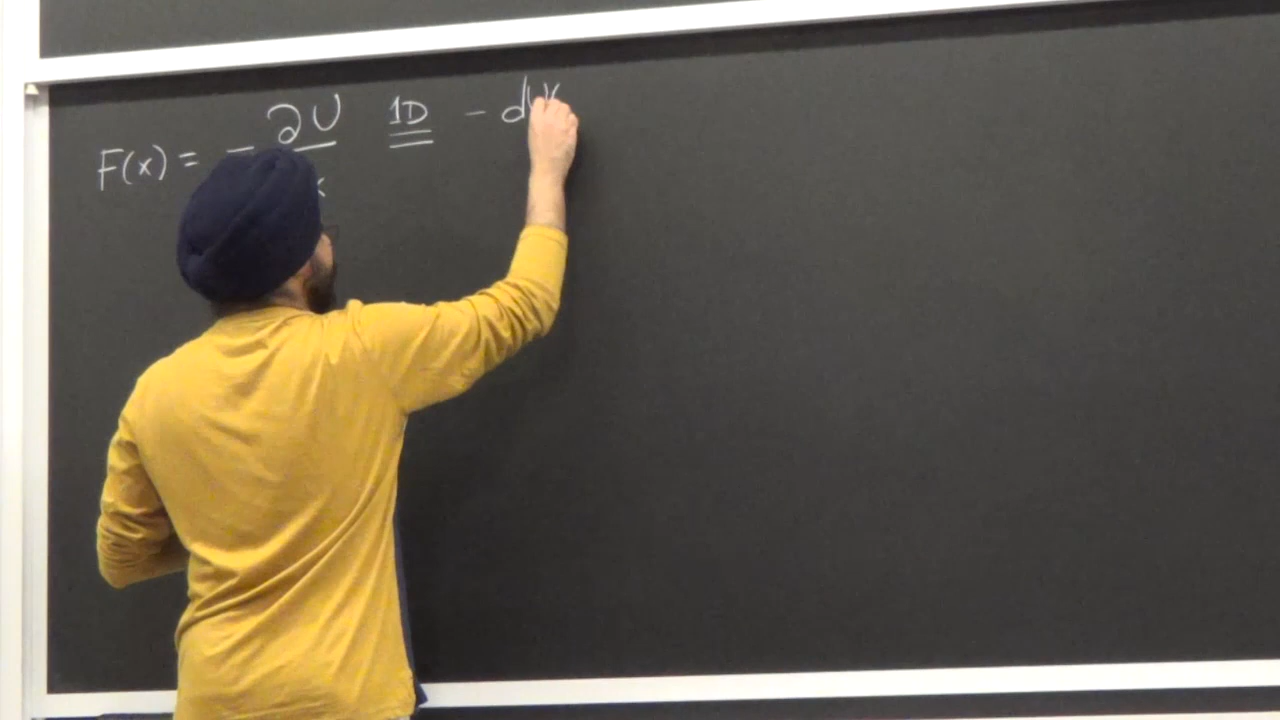 F(x) = - ∂U 1D - dU
x